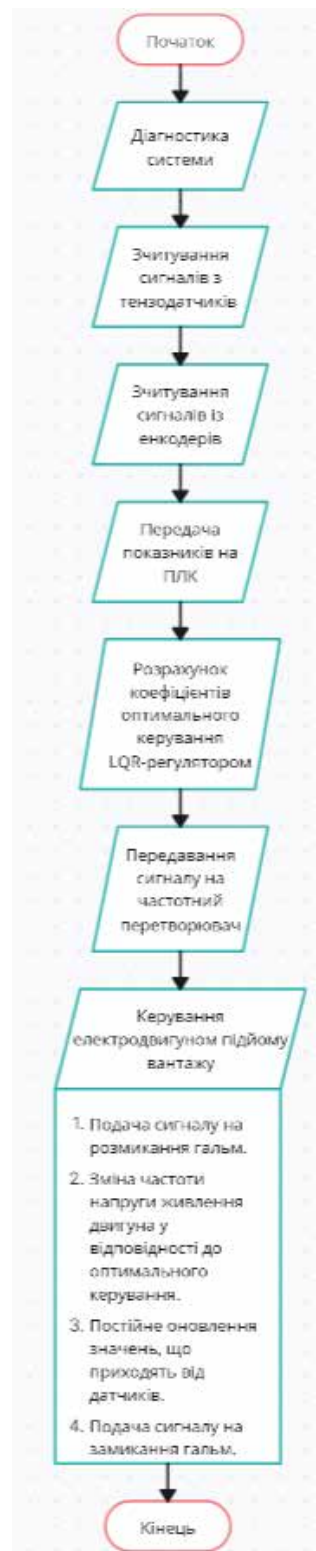 Початок
Діагностика
системи
Зчитування
сигналів з
тензодатчиків
Зчитування
сигналів із
енкодерів
Передача
показників на
ПЛК
Розрахунок
коефіцієнтів
оптимального
керування
LQR-регулятором
Передавання
сигналу на
частотний
перетворювач
Керування
електродвигуном підйому
вантажу
1. Подача сигналу на
розмикання гальм.
2. Зміна частоти
напруги живлення
двигуна у
відповідності до
оптимального
керування.
3. Постійне оновлення
значень, що
приходять від
датчиків.
4. Подача сигналу на
замикання гальм.
Кінець